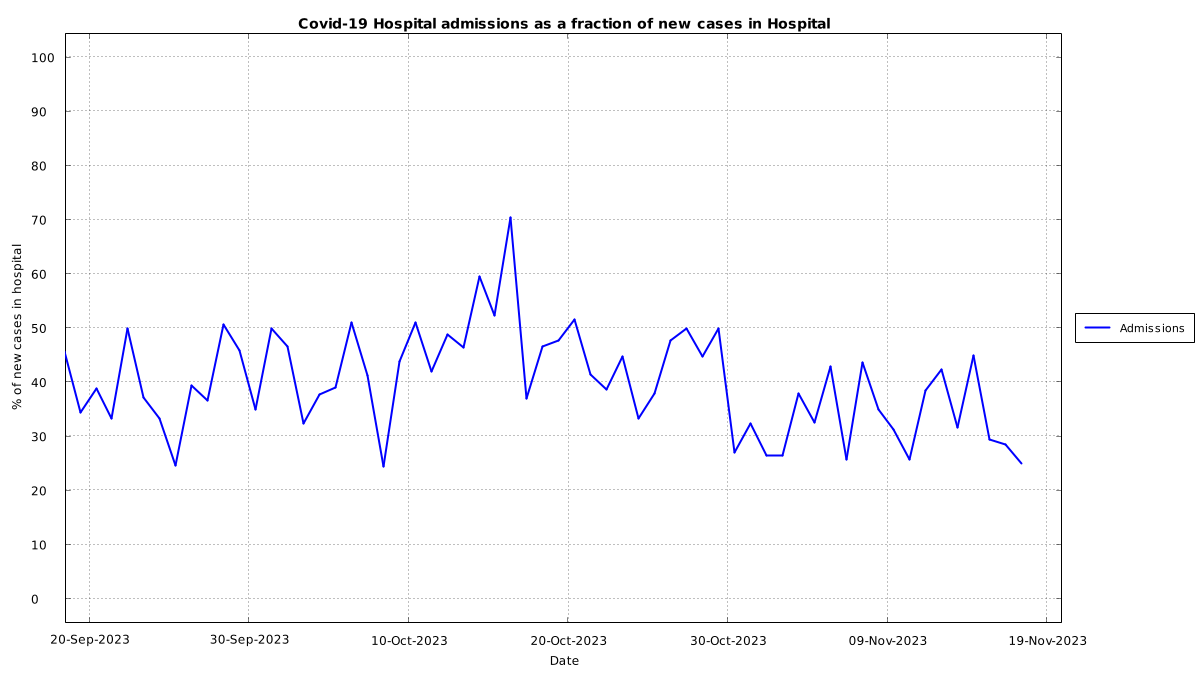 Covid-19 Hospital admissions as a fraction of new cases in Hospital
% of new cases in hospital
100
90
80
70
60
50
40
30
20
10
0
20-Sep-2023 30-Sep-2023 10-Oct-2023 20-Oct-2023 30-Oct-2023 09-Nov-2023 19-Nov-2023
Date
Admissions